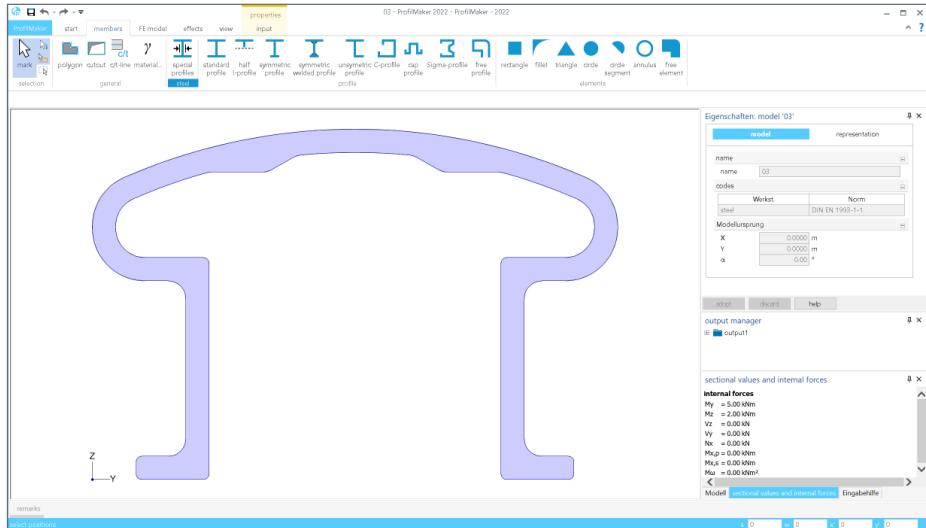 03 - ProfilMaker 2022 - ProfilMaker - 2022
properties
ProfilMaker start members FE model effects view input
mark
polygon cutout c/t-line material...
special profiles
standard profile
half I-profile
symmetric profile
symmetric welded profile
unsymetric profile
C-profile
cap profile
Sigma-profile
free profile
rectangle fillet triangle circle
circle segment
annulus
free element
selection general steel profile elements
Eigenschaften: model '03'
model representation
name
name 03
codes
Werkst. Norm
steel DIN EN 1993-1-1
Modellursprung
X 0.0000 m
Y 0.0000 m
α 0.00 °
adopt discard help
output manager
output1
sectional values and internal forces
internal forces
My = 5.00 kNm
Mz = 2.00 kNm
Vz = 0.00 kN
Vy = 0.00 kN
Nx = 0.00 kN
Mx,p = 0.00 kNm
Mx,s = 0.00 kNm
Mω = 0.00 kNm²
Z
Y
Modell sectional values and internal forces Eingabehilfe
remarks
select positions
0 0 0 0